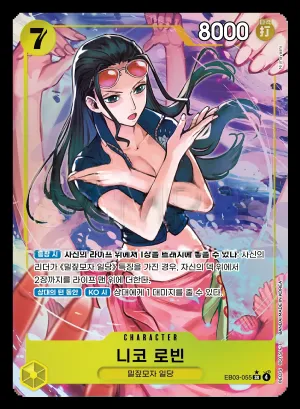 7
8000
打
등장 시 자신의 라이프 위에서 1장을 트래시에 놓을 수 있다: 자신의
리더가 《밀짚모자 일당》 특징을 가진 경우, 자신의 덱 위에서
2장까지를 라이프 맨 위에 더한다.
상대의 턴 동안 KO 시 상대에게 1 대미지를 줄 수 있다.
CHARACTER
니코 로빈
밀짚모자 일당
EB03-055 SR